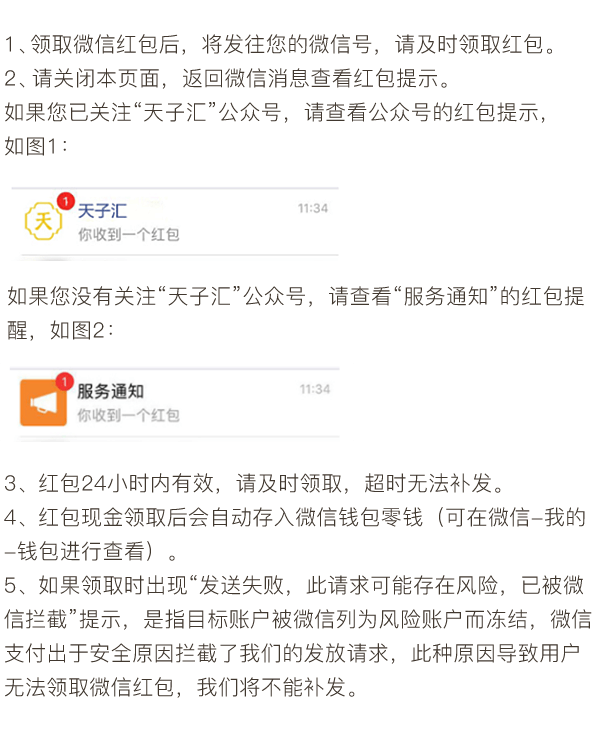 1、领取微信红包后，将发往您的微信号，请及时领取红包。
2、请关闭本页面，返回微信消息查看红包提示。
如果您已关注“天子汇”公众号，请查看公众号的红包提示，
如图1：
天
1
天子汇
11:34
你收到一个红包
如果您没有关注“天子汇”公众号，请查看“服务通知”的红包提
醒，如图2：
1
服务通知
11:34
你收到一个红包
3、红包24小时内有效，请及时领取，超时无法补发。
4、红包现金领取后会自动存入微信钱包零钱（可在微信-我的
-钱包进行查看）。
5、如果领取时出现“发送失败，此请求可能存在风险，已被微
信拦截”提示，是指目标账户被微信列为风险账户而冻结，微信
支付出于安全原因拦截了我们的发放请求，此种原因导致用户
无法领取微信红包，我们将不能补发。